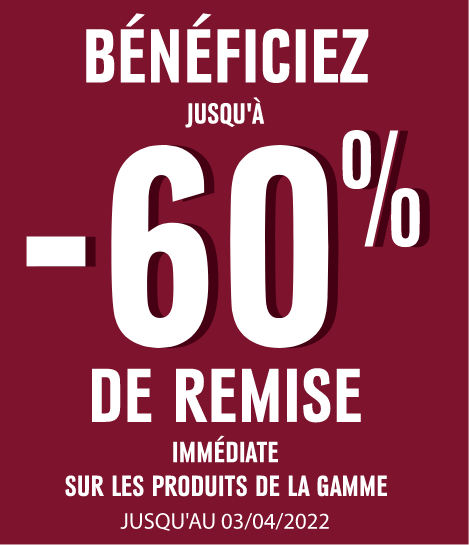 BÉNÉFICIEZ
JUSQU'À
-60%
DE REMISE
IMMÉDIATE
SUR LES PRODUITS DE LA GAMME
JUSQU'AU 03/04/2022